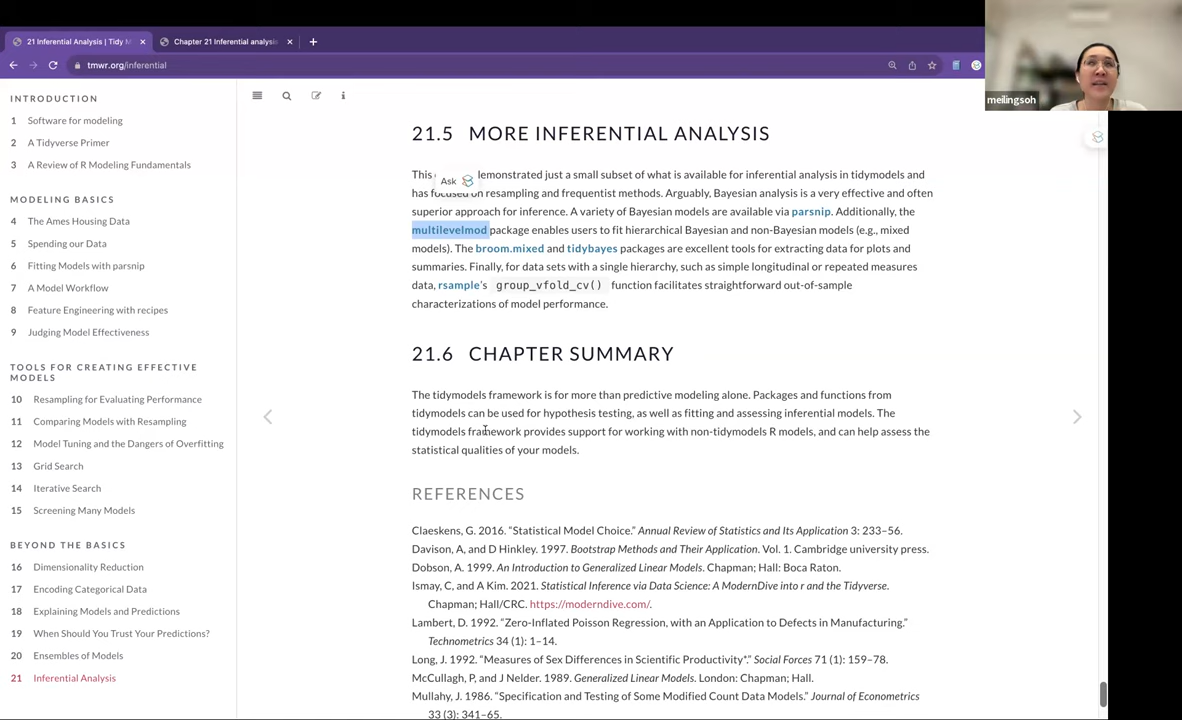 21 Inferential Analysis | Tidy M
Chapter 21 Inferential analysis
tmwr.org/inferential
meilingsoh
INTRODUCTION
1 Software for modeling
2 A Tidyverse Primer
3 A Review of R Modeling Fundamentals
MODELING BASICS
4 The Ames Housing Data
5 Spending our Data
6 Fitting Models with parsnip
7 A Model Workflow
8 Feature Engineering with recipes
9 Judging Model Effectiveness
TOOLS FOR CREATING EFFECTIVE
MODELS
10 Resampling for Evaluating Performance
11 Comparing Models with Resampling
12 Model Tuning and the Dangers of Overfitting
13 Grid Search
14 Iterative Search
15 Screening Many Models
BEYOND THE BASICS
16 Dimensionality Reduction
17 Encoding Categorical Data
18 Explaining Models and Predictions
19 When Should You Trust Your Predictions?
20 Ensembles of Models
21 Inferential Analysis
21.5 MORE INFERENTIAL ANALYSIS
This demonstrated just a small subset of what is available for inferential analysis in tidymodels and
Ask
has focused on resampling and frequentist methods. Arguably, Bayesian analysis is a very effective and often
superior approach for inference. A variety of Bayesian models are available via parsnip. Additionally, the
multilevelmod package enables users to fit hierarchical Bayesian and non-Bayesian models (e.g., mixed
models). The broom.mixed and tidybayes packages are excellent tools for extracting data for plots and
summaries. Finally, for data sets with a single hierarchy, such as simple longitudinal or repeated measures
data, rsample's group_vfold_cv() function facilitates straightforward out-of-sample
characterizations of model performance.
21.6 CHAPTER SUMMARY
The tidymodels framework is for more than predictive modeling alone. Packages and functions from
tidymodels can be used for hypothesis testing, as well as fitting and assessing inferential models. The
tidymodels framework provides support for working with non-tidymodels R models, and can help assess the
statistical qualities of your models.
REFERENCES
Claeskens, G. 2016. “Statistical Model Choice.” Annual Review of Statistics and Its Application 3: 233–56.
Davison, A, and D Hinkley. 1997. Bootstrap Methods and Their Application. Vol. 1. Cambridge university press.
Dobson, A. 1999. An Introduction to Generalized Linear Models. Chapman; Hall: Boca Raton.
Ismay, C, and A Kim. 2021. Statistical Inference via Data Science: A ModernDive into r and the Tidyverse.
Chapman; Hall/CRC. https://moderndive.com/.
Lambert, D. 1992. “Zero-Inflated Poisson Regression, with an Application to Defects in Manufacturing.”
Technometrics 34 (1): 1–14.
Long, J. 1992. “Measures of Sex Differences in Scientific Productivity*.” Social Forces 71 (1): 159–78.
McCullagh, P, and J Nelder. 1989. Generalized Linear Models. London: Chapman; Hall.
Mullahy, J. 1986. “Specification and Testing of Some Modified Count Data Models.” Journal of Econometrics
33 (3): 341–65.